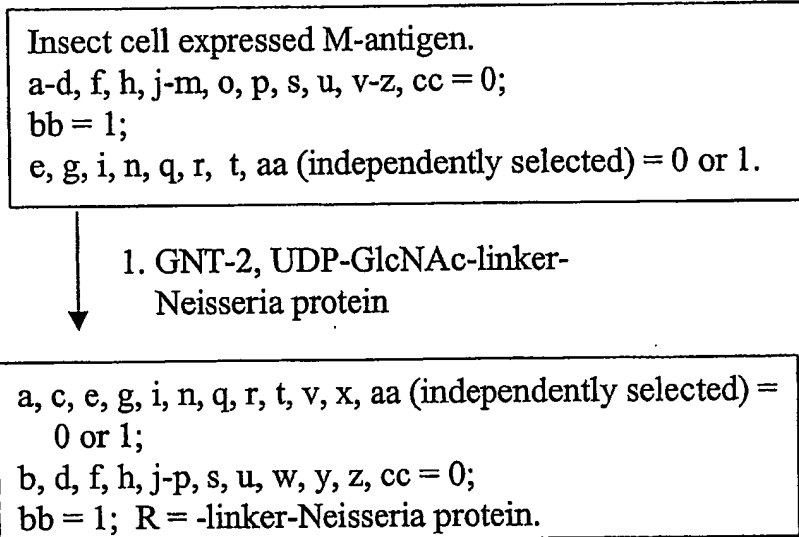 Insect cell expressed M-antigen.
a-d, f, h, j-m, o, p, s, u, v-z, cc = 0;
bb = 1;
e, g, i, n, q, r, t, aa (independently selected) = 0 or 1.
1. GNT-2, UDP-GlcNAc-linker-
Neisseria protein
a, c, e, g, i, n, q, r, t, v, x, aa (independently selected) =
0 or 1;
b, d, f, h, j-p, s, u, w, y, z, cc = 0;
bb = 1; R = -linker-Neisseria protein.